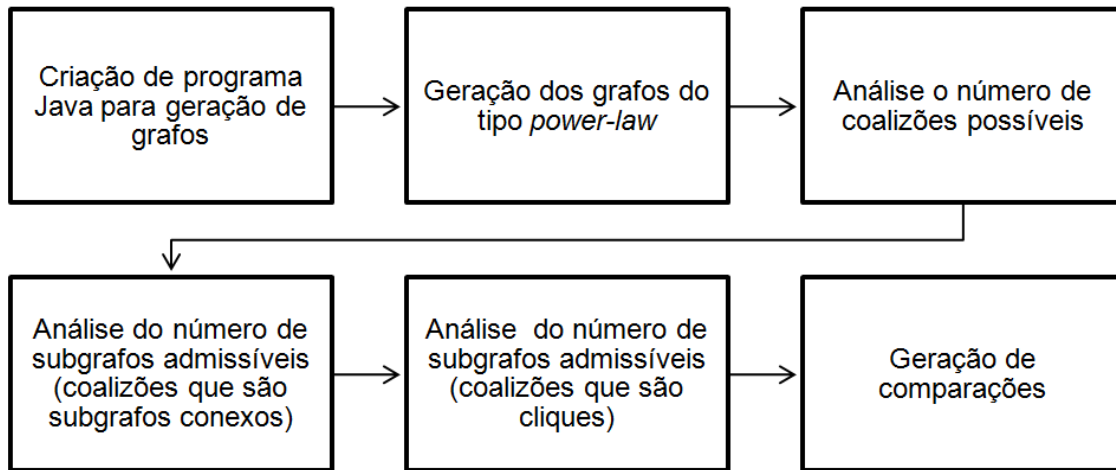 Criação de programa
Java para geração de
grafos
Geração dos grafos do
tipo power-law
Análise o número de
coalizões possíveis
Análise do número de
subgrafos admissíveis
(coalizões que são
subgrafos conexos)
Análise do número de
subgrafos admissíveis
(coalizões que são
cliques)
Geração de
comparações